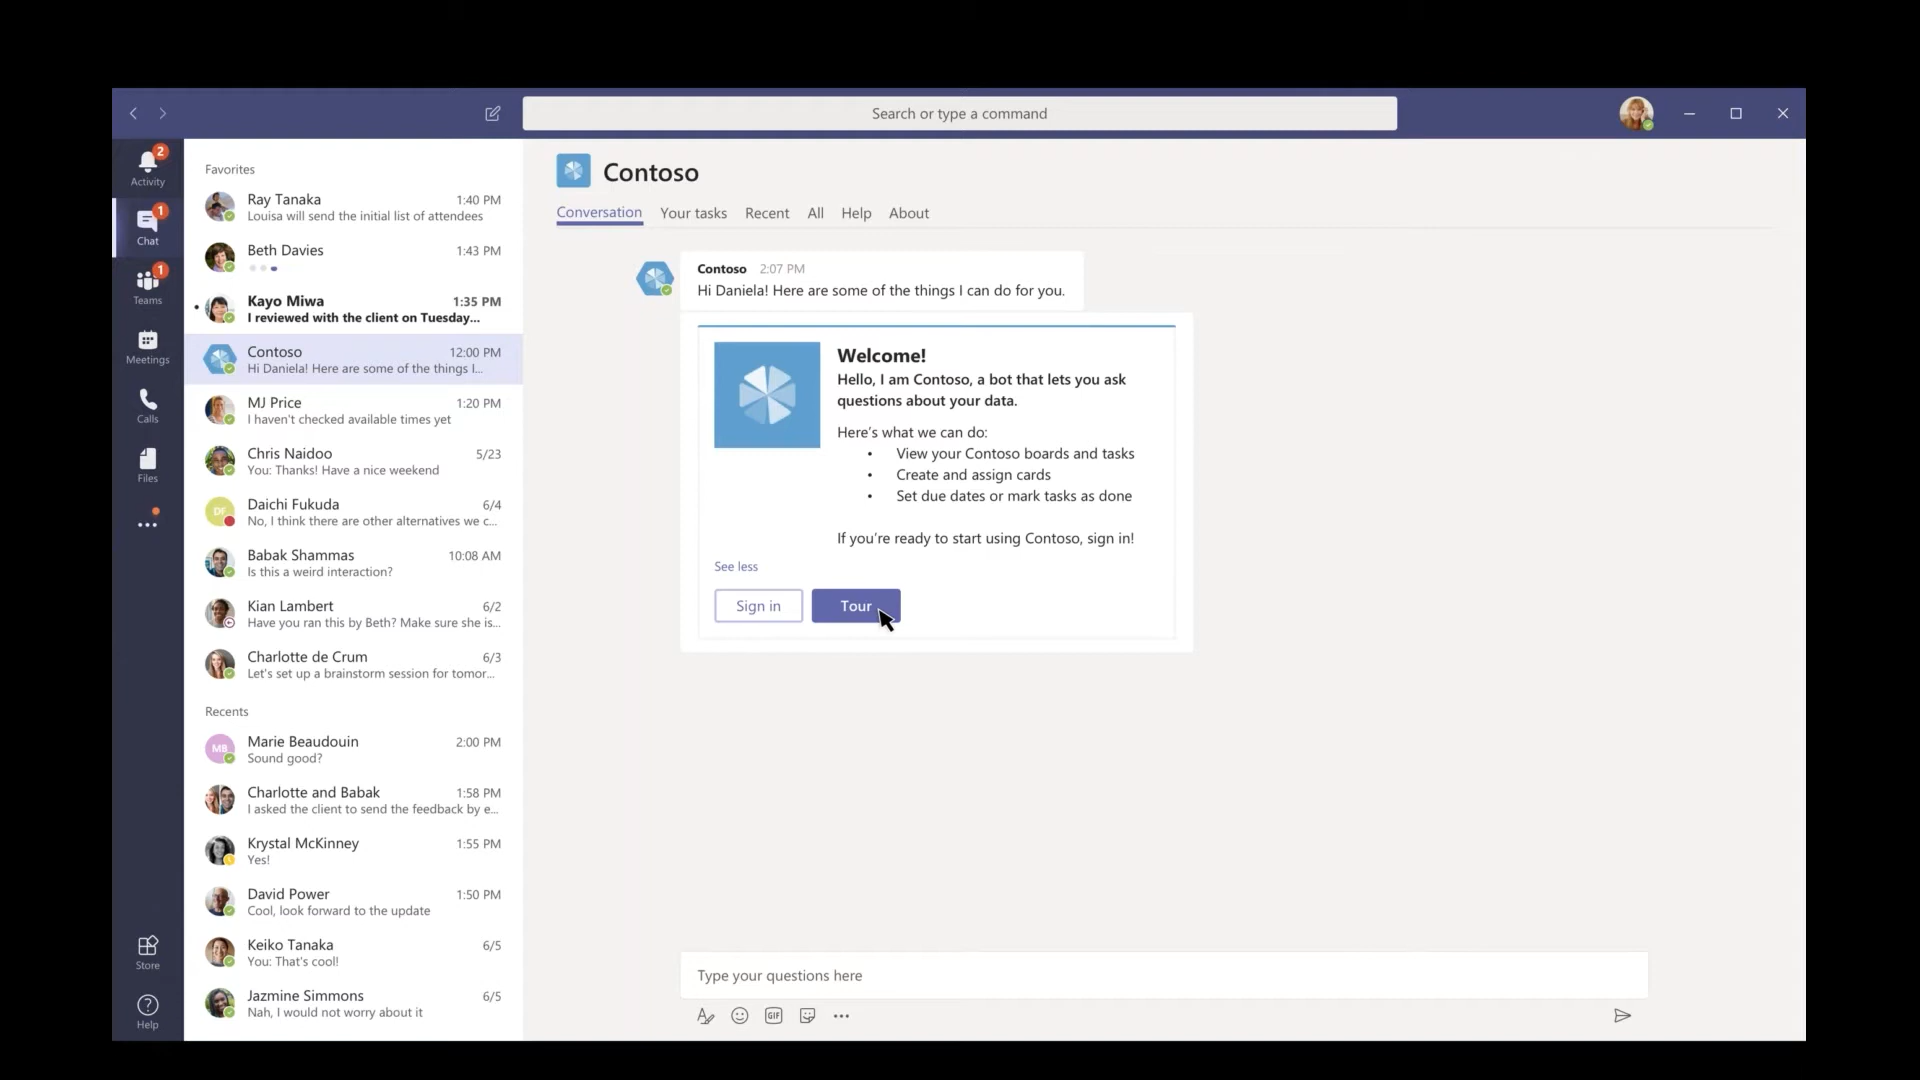 Search or type a command
2
Activity
1
Chat
1
Teams
Meetings
Calls
Files
Store
Help
Favorites
Ray Tanaka 1:40 PM
Louisa will send the initial list of attendees
Beth Davies 1:43 PM
Kayo Miwa 1:35 PM
I reviewed with the client on Tuesday...
Contoso 12:00 PM
Hi Daniela! Here are some of the things I...
MJ Price 1:20 PM
I haven't checked available times yet
Chris Naidoo 5/23
You: Thanks! Have a nice weekend
DF
Daichi Fukuda 6/4
No, I think there are other alternatives we c...
Babak Shammas 10:08 AM
Is this a weird interaction?
Kian Lambert 6/2
Have you ran this by Beth? Make sure she is...
Charlotte de Crum 6/3
Let's set up a brainstorm session for tomor...
Recents
MB
Marie Beaudouin 2:00 PM
Sound good?
Charlotte and Babak 1:58 PM
I asked the client to send the feedback by e...
Krystal McKinney 1:55 PM
Yes!
David Power 1:50 PM
Cool, look forward to the update
Keiko Tanaka 6/5
You: That's cool!
Jazmine Simmons 6/5
Nah, I would not worry about it
Contoso
Conversation Your tasks Recent All Help About
Contoso 2:07 PM
Hi Daniela! Here are some of the things I can do for you.
Welcome!
Hello, I am Contoso, a bot that lets you ask
questions about your data.
Here's what we can do:
• View your Contoso boards and tasks
• Create and assign cards
• Set due dates or mark tasks as done
If you're ready to start using Contoso, sign in!
See less
Sign in Tour
Type your questions here
GIF